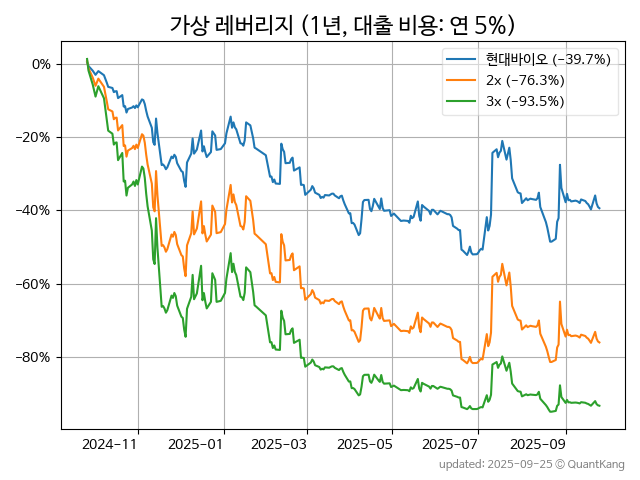 가상 레버리지 (1년, 대출 비용: 연 5%)
현대바이오 (−39.7%)
2x (−76.3%)
3x (−93.5%)
0%
−20%
−40%
−60%
−80%
2024-11
2025-01
2025-03
2025-05
2025-07
2025-09
updated: 2025-09-25 © QuantKang